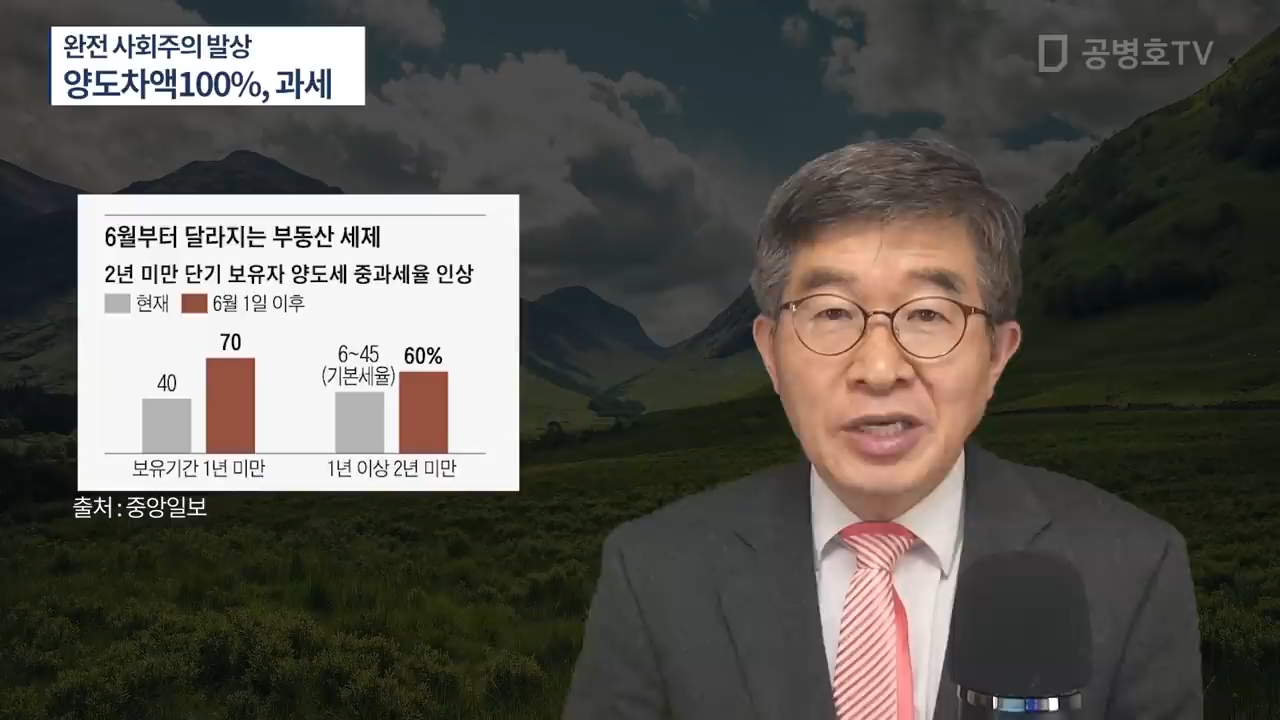 완전 사회주의 발상
양도차액100%, 과세
공병호TV
6월부터 달라지는 부동산 세제
2년 미만 단기 보유자 양도세 중과세율 인상
현재 6월 1일 이후
40
70
6~45
(기본세율)
60%
보유기간 1년 미만
1년 이상 2년 미만
출처 : 중앙일보